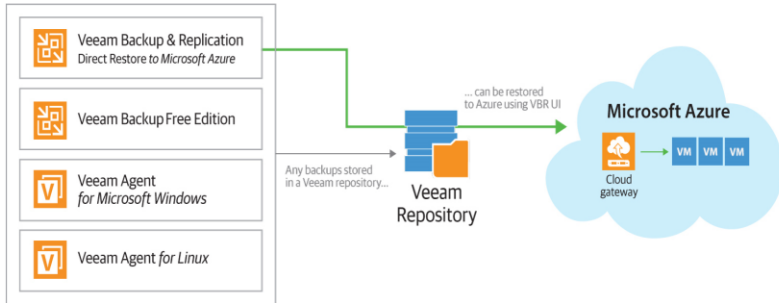 Veeam Backup & Replication
Direct Restore to Microsoft Azure
Veeam Backup Free Edition
V
Veeam Agent
for Microsoft Windows
V
Veeam Agent for Linux
Any backups stored
in a Veeam repository...
Veeam
Repository
... can be restored
to Azure using VBR UI
Microsoft Azure
Cloud
gateway
VM VM VM